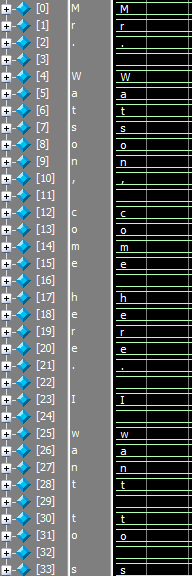 [0] M M
[1] r r
[2] . .
[3]
[4] W W
[5] a a
[6] t t
[7] s s
[8] o o
[9] n n
[10] , ,
[11]
[12] c c
[13] o o
[14] m m
[15] e e
[16]
[17] h h
[18] e e
[19] r r
[20] e e
[21] . .
[22]
[23] I I
[24]
[25] w w
[26] a a
[27] n n
[28] t t
[29]
[30] t t
[31] o o
[32]
[33] s s